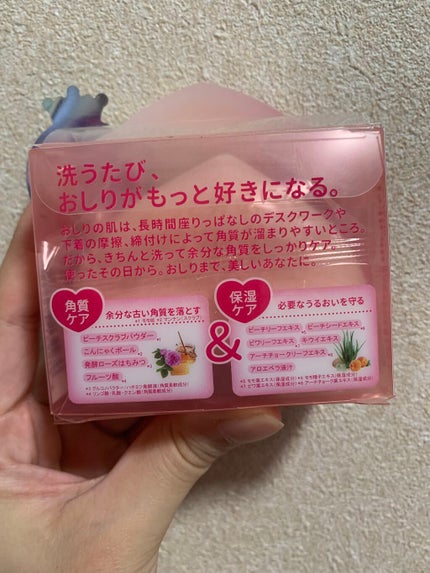 洗うたび、
おしりがもっと好きになる。
おしりの肌は、長時間座りっぱなしのデスクワークや
下着の摩擦、締付けによって角質が溜まりやすいところ。
だから、きちんと洗って余分な角質をしっかりケア。
使ったその日から。おしりまで、美しいあなたに。
角質
ケア
余分な古い角質を落とす
ピーチスクラブパウダー
こんにゃくボール
発酵ローズはちみつ
フルーツ酸
&
保湿
ケア
必要なうるおいを守る
ピーチリーフエキス
ピーチシードエキス
ビワリーフエキス
キウイエキス
アーチチョークリーフエキス
アロエベラ液汁